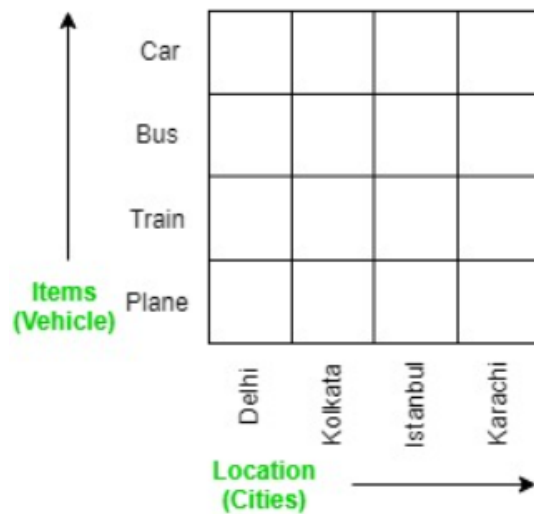 Car
Bus
Train
Plane
Items
(Vehicle)
Delhi
Kolkata
Istanbul
Karachi
Location
(Cities)